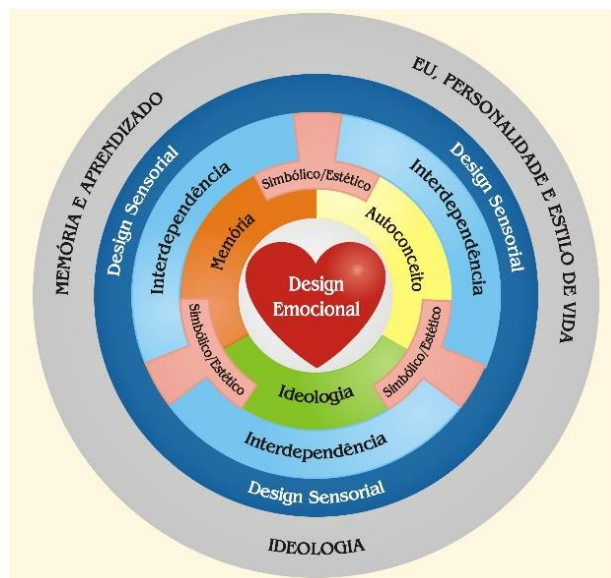 EU, PERSONALIDADE E ESTILO DE VIDA
MEMÓRIA E APRENDIZADO
IDEOLOGIA
Design Sensorial
Design Sensorial
Design Sensorial
Interdependência
Interdependência
Interdependência
Simbólico/Estético
Simbólico/Estético
Simbólico/Estético
Memória
Autoconceito
Ideologia
Design
Emocional